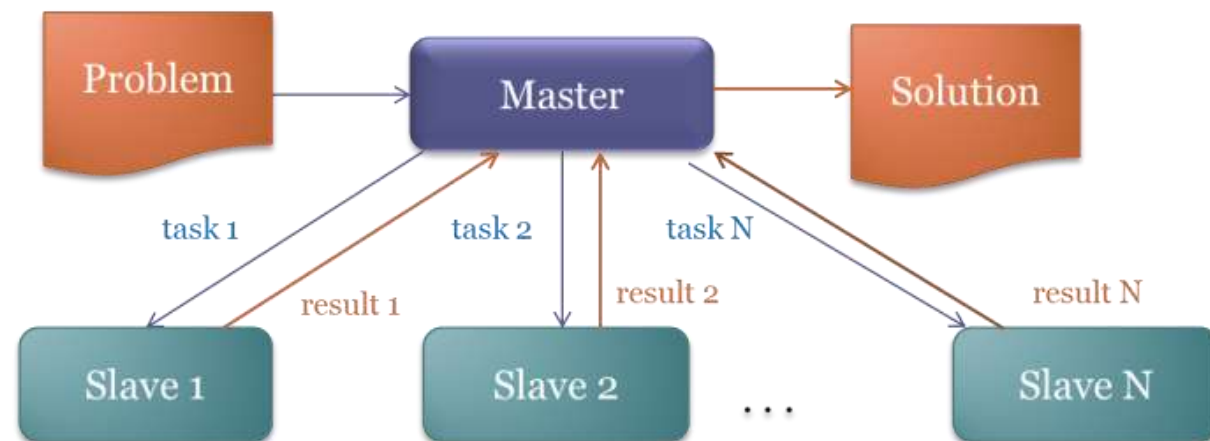 Problem
Master
Solution
task 1
task 2
task N
result 1
result 2
result N
Slave 1
Slave 2
...
Slave N